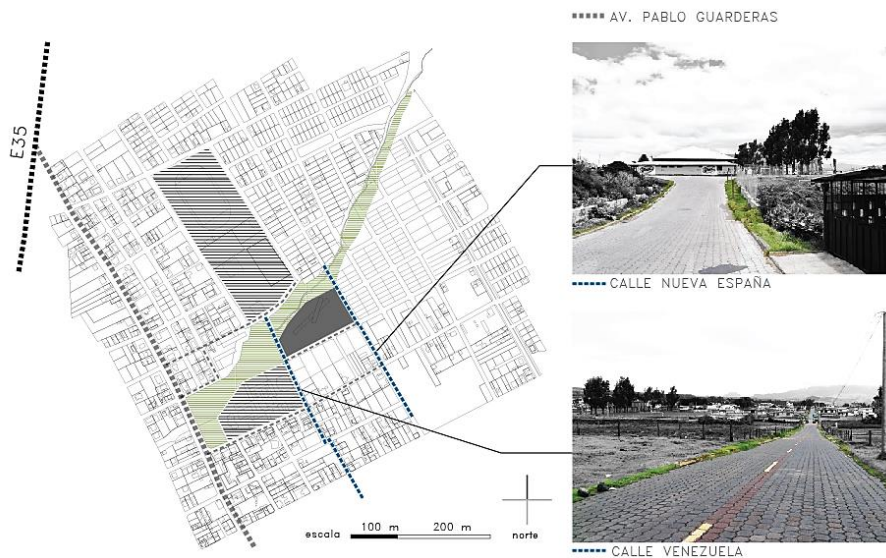 AV. PABLO GUARDERAS
E35
CALLE NUEVA ESPAÑA
escala 100 m 200 m norte
CALLE VENEZUELA